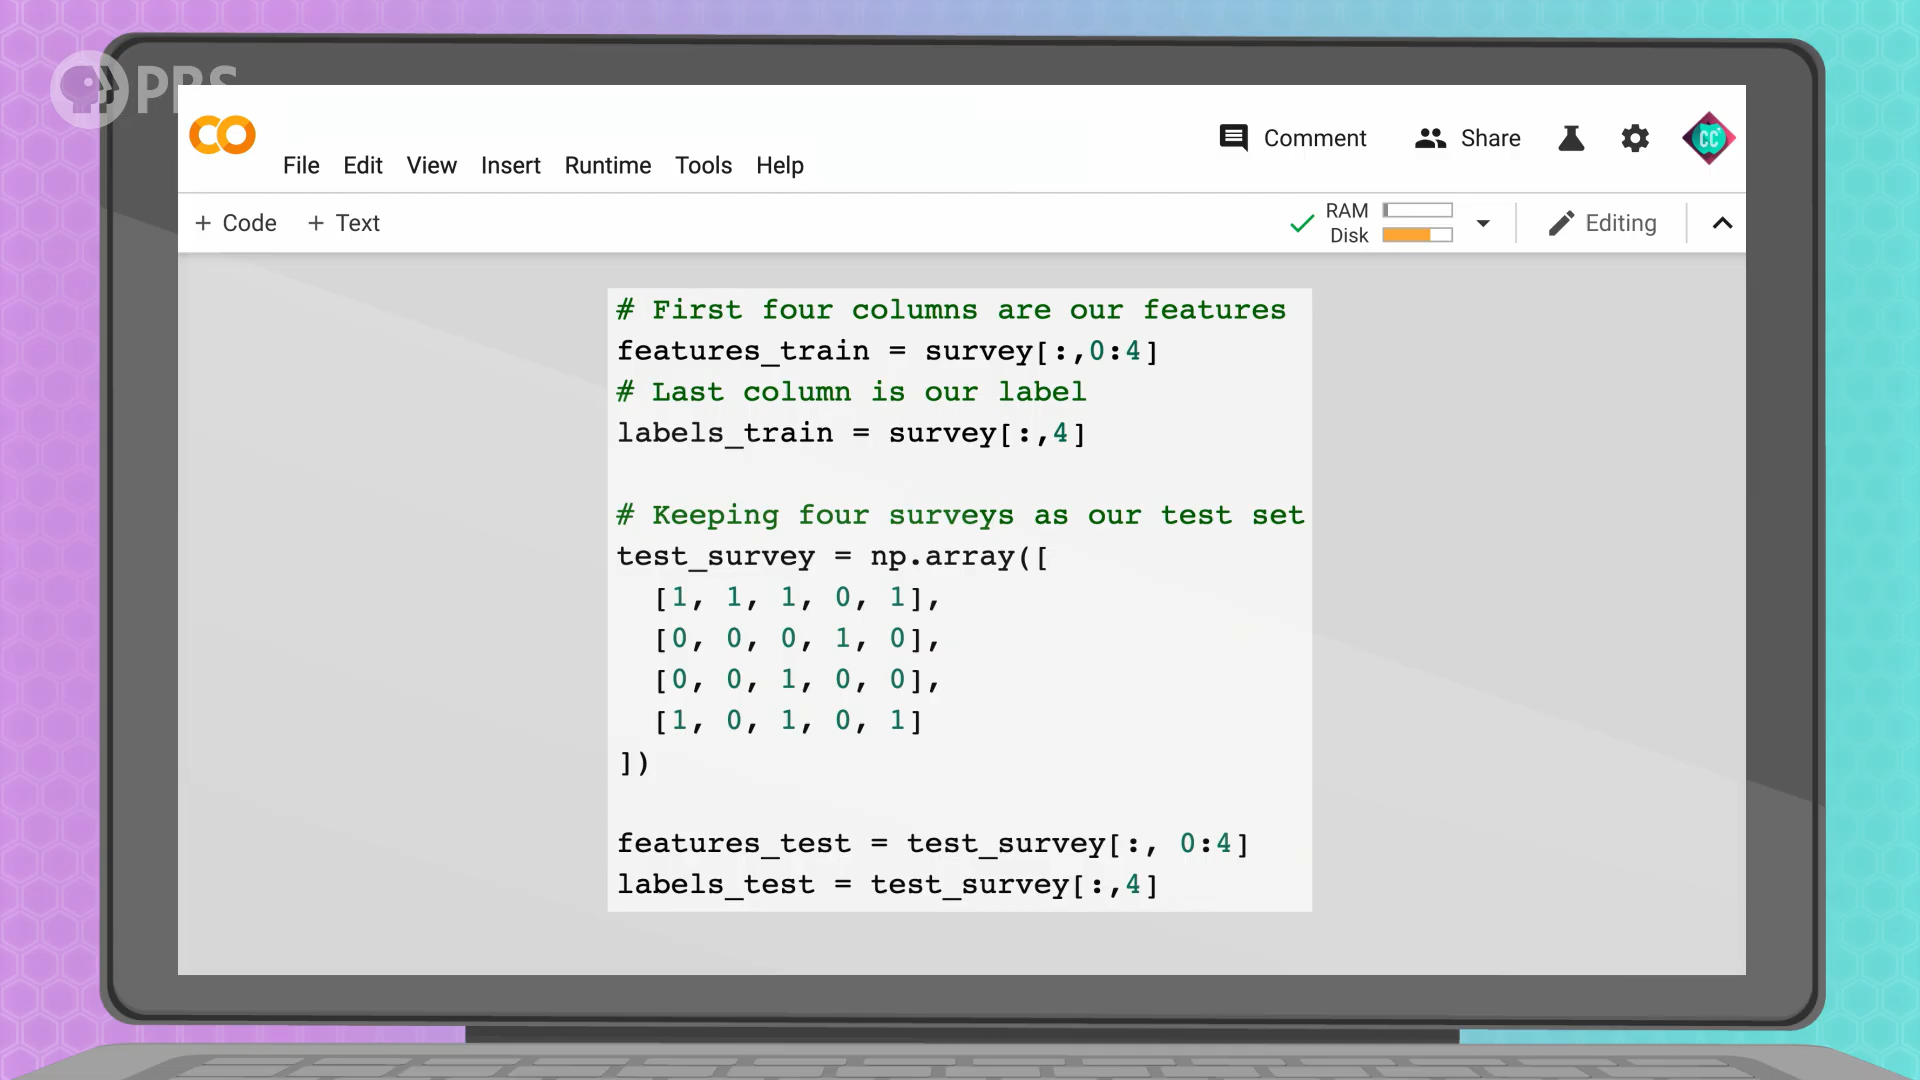 PBS
CO
File Edit View Insert Runtime Tools Help
Comment Share
CC
+ Code + Text
RAM
Disk
Editing
# First four columns are our features
features_train = survey[:,0:4]
# Last column is our label
labels_train = survey[:,4]
# Keeping four surveys as our test set
test_survey = np.array([
[1, 1, 1, 0, 1],
[0, 0, 0, 1, 0],
[0, 0, 1, 0, 0],
[1, 0, 1, 0, 1]
])
features_test = test_survey[:, 0:4]
labels_test = test_survey[:,4]